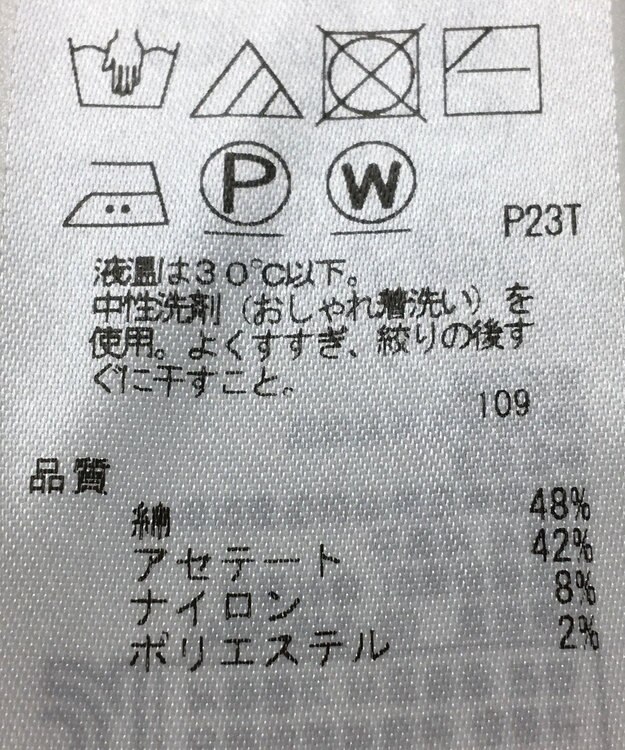 P
W
P23T
液温は30℃以下。
中性洗剤（おしゃれ着洗い）を
使用。よくすすぎ、絞りの後す
ぐに干すこと。
109
品質
綿 48%
アセテート 42%
ナイロン 8%
ポリエステル 2%